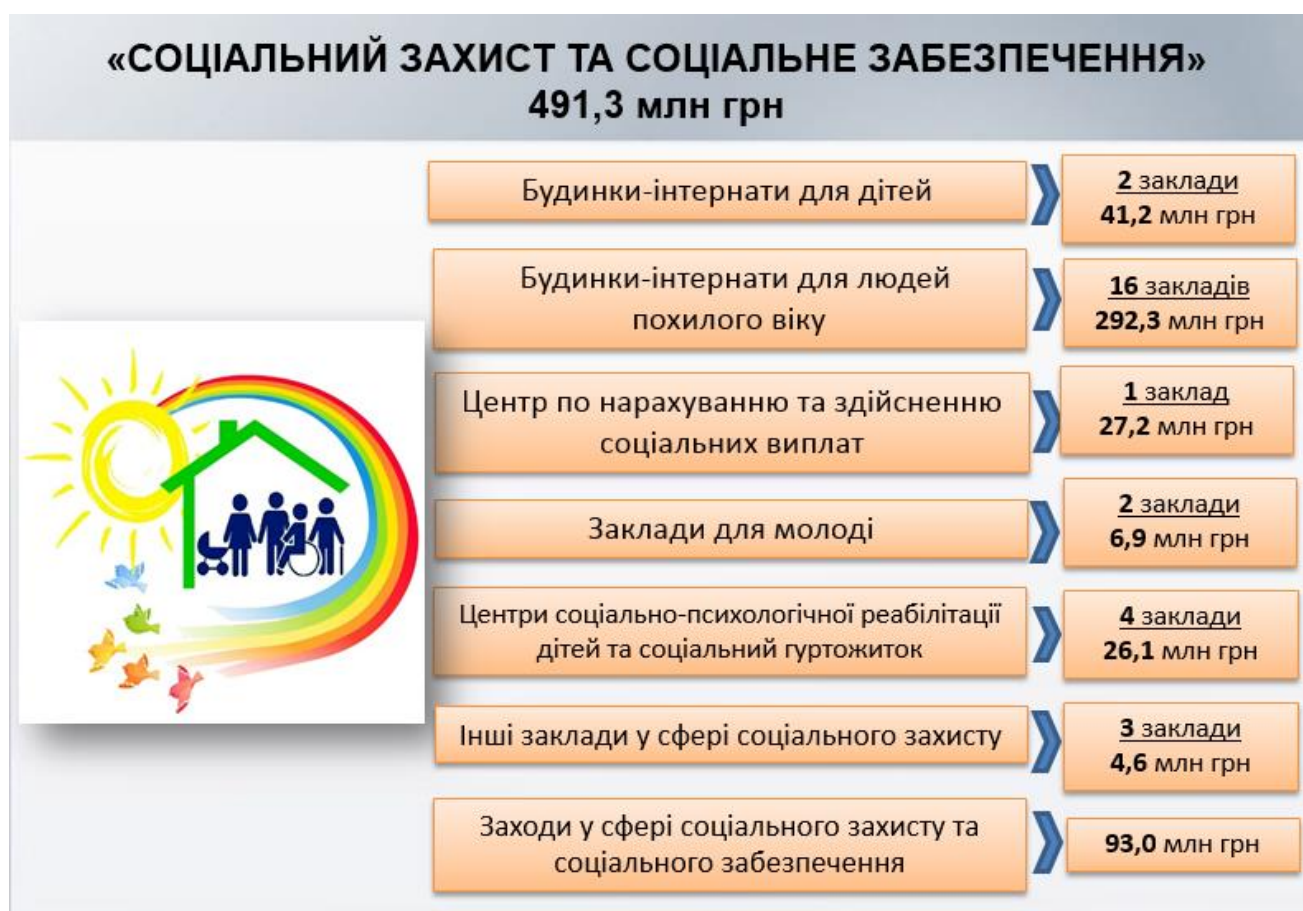 «СОЦІАЛЬНИЙ ЗАХИСТ ТА СОЦІАЛЬНЕ ЗАБЕЗПЕЧЕННЯ»
491,3 млн грн
Будинки-інтернати для дітей
2 заклади
41,2 млн грн
Будинки-інтернати для людей
похилого віку
16 закладів
292,3 млн грн
Центр по нарахуванню та здійсненню
соціальних виплат
1 заклад
27,2 млн грн
Заклади для молоді
2 заклади
6,9 млн грн
Центри соціально-психологічної реабілітації
дітей та соціальний гуртожиток
4 заклади
26,1 млн грн
Інші заклади у сфері соціального захисту
3 заклади
4,6 млн грн
Заходи у сфері соціального захисту та
соціального забезпечення
93,0 млн грн